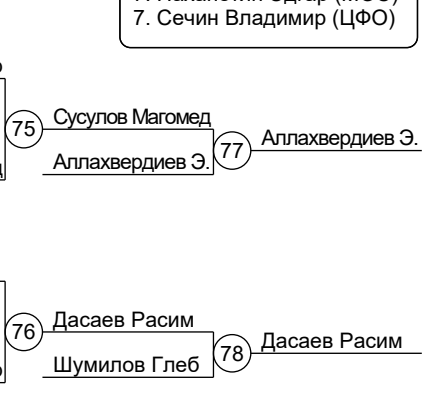 7. Сечин Владимир (ЦФО)
75
Сусулов Магомед
Аллахвердиев Э.
77
Аллахвердиев Э.
76
Дасаев Расим
Шумилов Глеб
78
Дасаев Расим